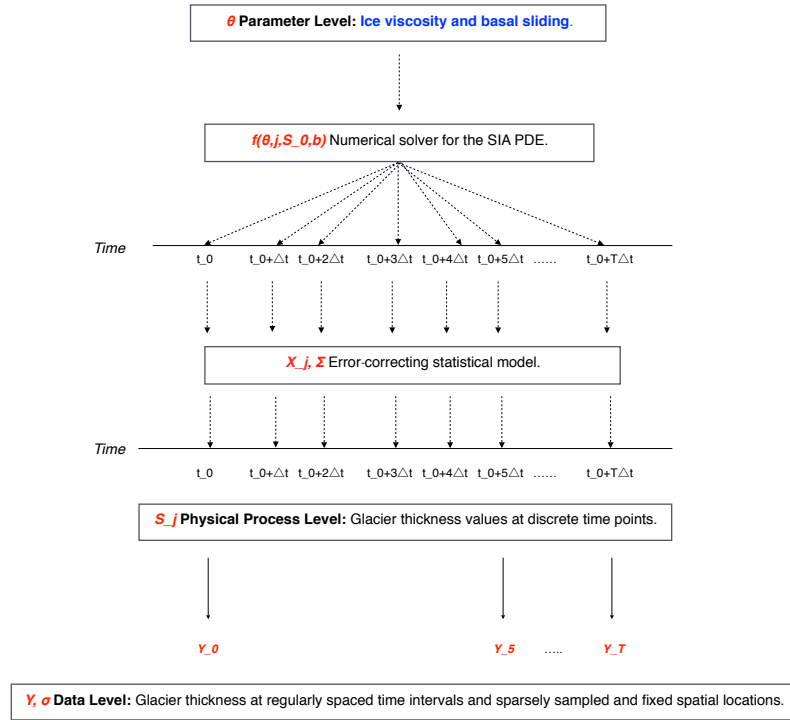 θ Parameter Level: Ice viscosity and basal sliding.
f(θ,j,S_0,b) Numerical solver for the SIA PDE.
Time
t_0 t_0+△t t_0+2△t t_0+3△t t_0+4△t t_0+5△t ...... t_0+T△t
X_j, Σ Error-correcting statistical model.
Time
t_0 t_0+△t t_0+2△t t_0+3△t t_0+4△t t_0+5△t ...... t_0+T△t
S_j Physical Process Level: Glacier thickness values at discrete time points.
Y_0 Y_5 ..... Y_T
Y, σ Data Level: Glacier thickness at regularly spaced time intervals and sparsely sampled and fixed spatial locations.